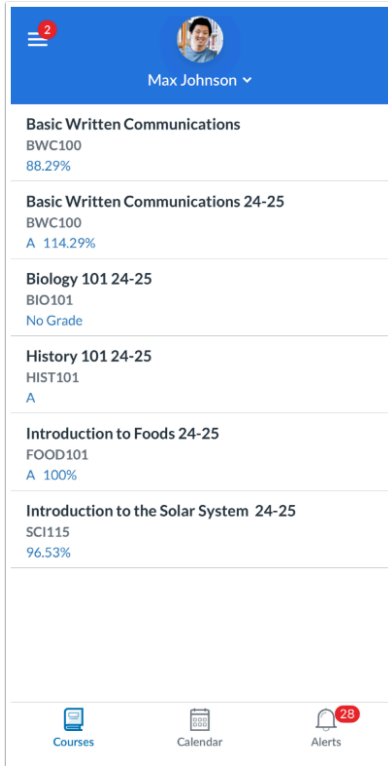 2
Max Johnson
Basic Written Communications
BWC100
88.29%
Basic Written Communications 24-25
BWC100
A 114.29%
Biology 101 24-25
BIO101
No Grade
History 101 24-25
HIST101
A
Introduction to Foods 24-25
FOOD101
A 100%
Introduction to the Solar System 24-25
SCI115
96.53%
28
Courses Calendar Alerts